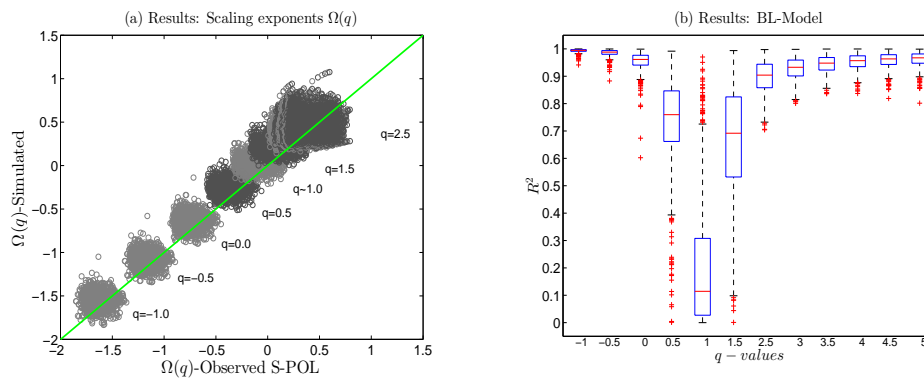 (a) Results: Scaling exponents Ω(q)
1.5
1
0.5
0
−0.5
−1
−1.5
−2
Ω(q)-Simulated
q=2.5
q=1.5
q~1.0
q=0.5
q=0.0
q=−0.5
q=−1.0
−2 −1.5 −1 −0.5 0 0.5 1 1.5
Ω(q)-Observed S-POL
(b) Results: BL-Model
1
0.9
0.8
0.7
0.6
0.5
0.4
0.3
0.2
0.1
0
R²
−1 −0.5 0 0.5 1 1.5 2.5 3 3.5 4 4.5 5
q − values